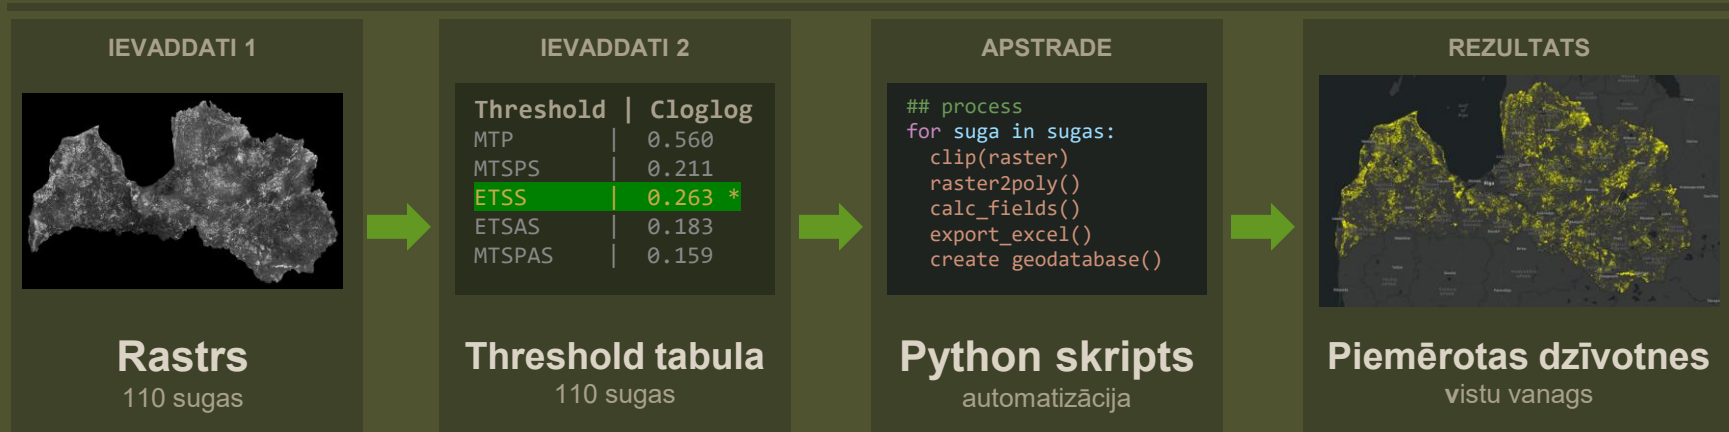 IEVADDATI 1
Rastrs
110 sugas
IEVADDATI 2
Threshold | Cloglog
MTP | 0.560
MTSPS | 0.211
ETSS | 0.263 *
ETSAS | 0.183
MTSPAS | 0.159
Threshold tabula
110 sugas
APSTRADE
## process
for suga in sugas:
clip(raster)
raster2poly()
calc_fields()
export_excel()
create geodatabase()
Python skripts
automatizācija
REZULTATS
Riga
Piemērotas dzīvotnes
vistu vanags